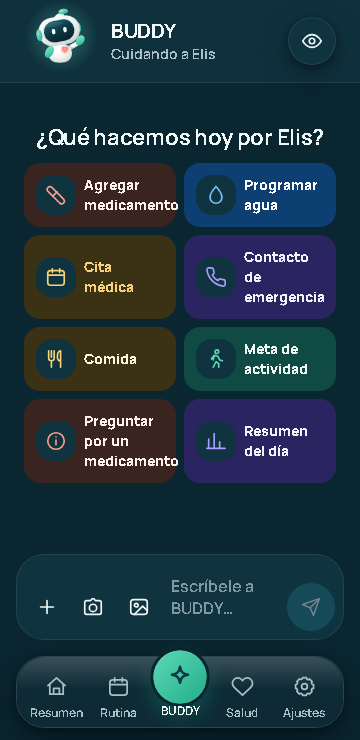 BUDDY
Cuidando a Elis
¿Qué hacemos hoy por Elis?
Agregar
medicamento
Programar
agua
Cita
médica
Contacto
de
emergencia
Comida
Meta de
actividad
Preguntar
por un
medicamento
Resumen
del día
Escríbele a
BUDDY...
Resumen
Rutina
BUDDY
Salud
Ajustes